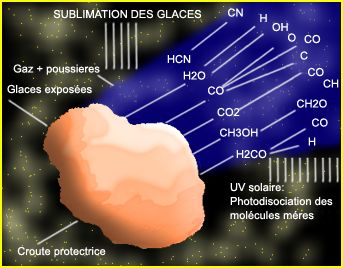 SUBLIMATION DES GLACES
CN
H
OH
O
CO
C
HCN
Gaz + poussieres
H2O
CO
CO
CH
Glaces exposées
CO2
CH2O
CO
CH3OH
H
H2CO
UV solaire:
Photodisociation des
molécules méres
Croute protectrice